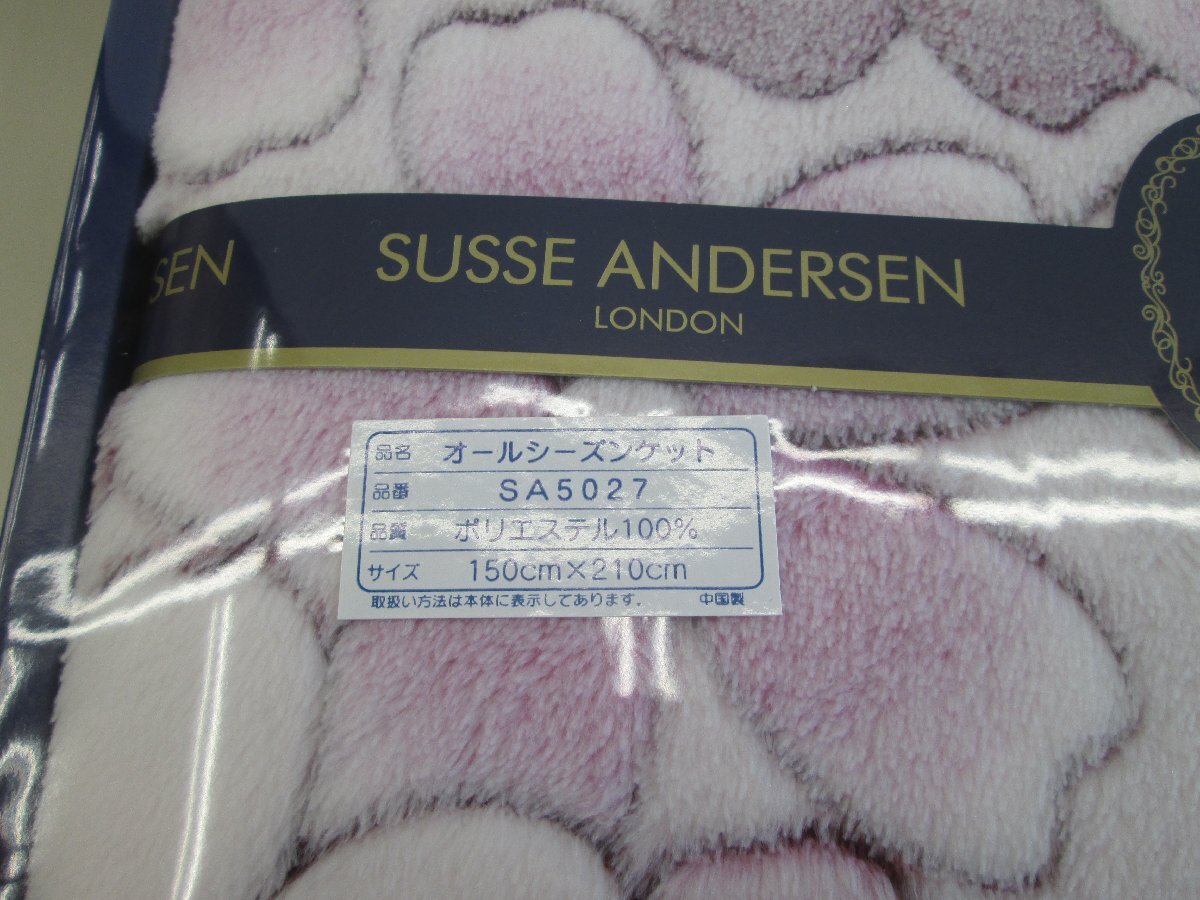 SEN
SUSSE ANDERSEN
LONDON
品名 オールシーズンケット
品番 SA5027
品質 ポリエステル100%
サイズ 150cm×210cm
取扱い方法は本体に表示してあります。 中国製